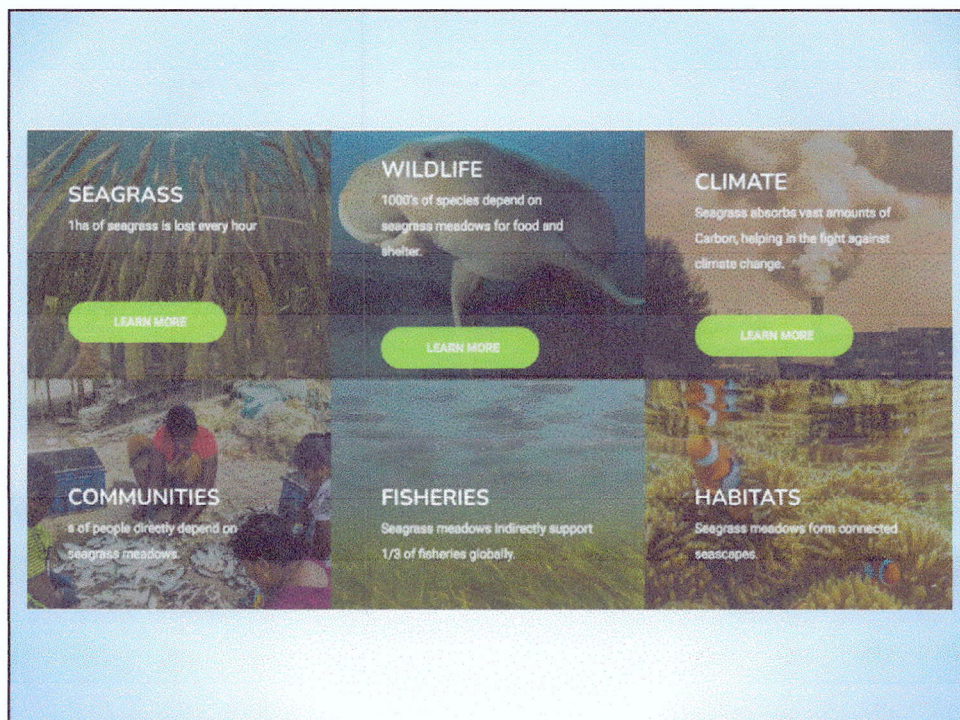 SEAGRASS
1ha of seagrass is lost every hour
LEARN MORE
WILDLIFE
1000's of species depend on
seagrass meadows for food and
shelter.
LEARN MORE
CLIMATE
Seagrass absorbs vast amounts of
Carbon, helping in the fight against
climate change.
LEARN MORE
COMMUNITIES
s of people directly depend on
seagrass meadows.
FISHERIES
Seagrass meadows indirectly support
1/3 of fisheries globally.
HABITATS
Seagrass meadows form connected
seascapes.